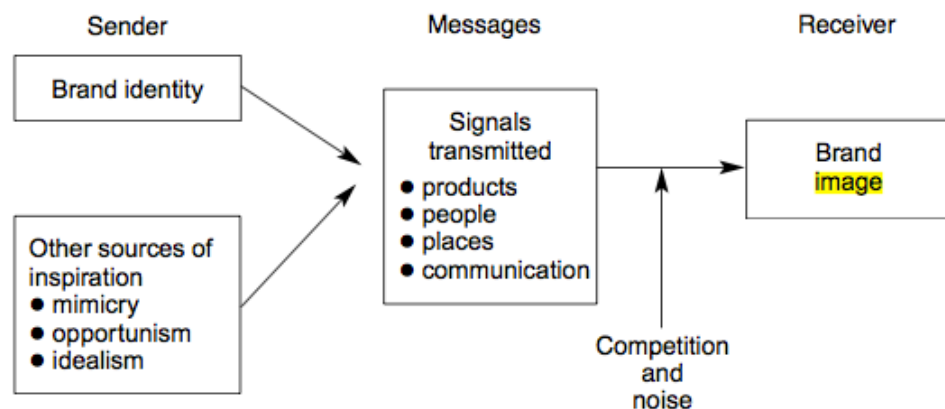 Sender
Messages
Receiver
Brand identity
Signals
transmitted
● products
● people
● places
● communication
Brand
image
Other sources of
inspiration
● mimicry
● opportunism
● idealism
Competition
and
noise